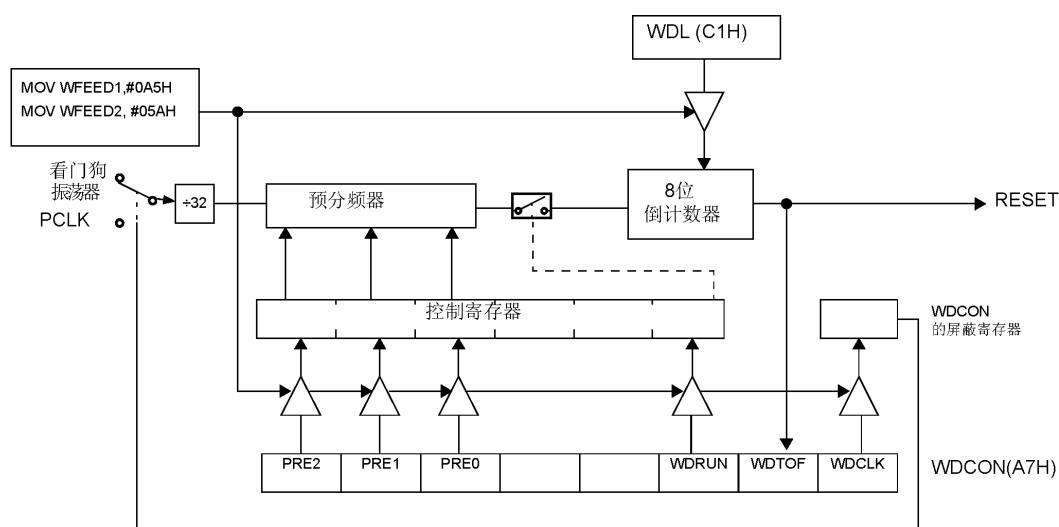 WDL (C1H)
MOV WFEED1,#0A5H
MOV WFEED2, #05AH
看门狗
振荡器
PCLK
÷32
预分频器
8位
倒计数器
RESET
控制寄存器
WDCON
的屏蔽寄存器
PRE2
PRE1
PRE0
WDRUN
WDTOF
WDCLK
WDCON(A7H)